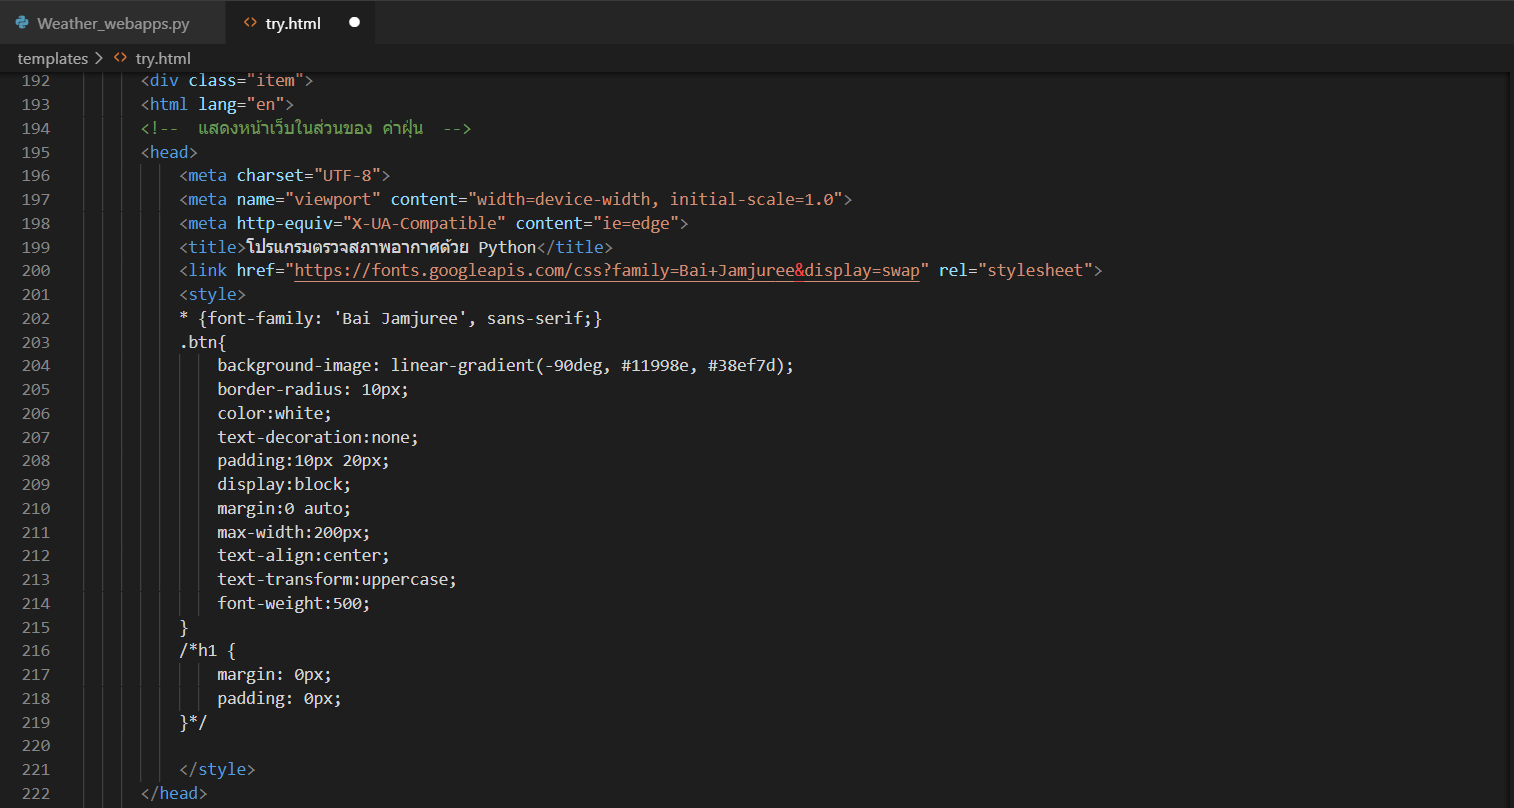 Weather_webapps.py
try.html
templates > try.html
192 <div class="item">
193 <html lang="en">
194 <!--  แสดงหน้าเว็บในส่วนของ ค่าฝุ่น  -->
195 <head>
196 <meta charset="UTF-8">
197 <meta name="viewport" content="width=device-width, initial-scale=1.0">
198 <meta http-equiv="X-UA-Compatible" content="ie=edge">
199 <title>โปรแกรมตรวจสภาพอากาศด้วย Python</title>
200 <link href="https://fonts.googleapis.com/css?family=Bai+Jamjuree&display=swap" rel="stylesheet">
201 <style>
202 * {font-family: 'Bai Jamjuree', sans-serif;}
203 .btn{
204 background-image: linear-gradient(-90deg, #11998e, #38ef7d);
205 border-radius: 10px;
206 color:white;
207 text-decoration:none;
208 padding:10px 20px;
209 display:block;
210 margin:0 auto;
211 max-width:200px;
212 text-align:center;
213 text-transform:uppercase;
214 font-weight:500;
215 }
216 /*h1 {
217 margin: 0px;
218 padding: 0px;
219 }*/
220
221 </style>
222 </head>